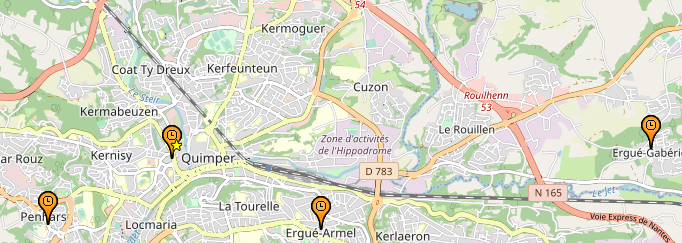 54
Kermoguer
Coat Ty Dreux
Kerfeunteun
Cuzon
Le Steir
Rouilhenn
53
Kermabeuzen
Zone d'activités
de l'Hippodrome
Le Rouillen
ar Rouz
Kernisy
Quimper
Ergué-Gabéric
D 783
N 165
Le Jet
Penhars
La Tourelle
Voie Express de Nantes
Locmaria
Ergué-Armel
Kerlaeron